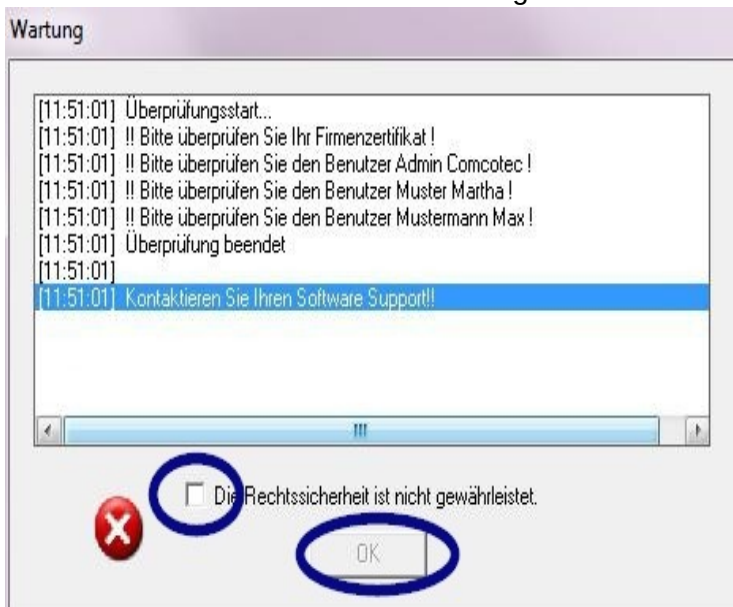 Wartung
[11:51:01] Überprüfungsstart...
[11:51:01] !! Bitte überprüfen Sie Ihr Firmenzertifikat !
[11:51:01] !! Bitte überprüfen Sie den Benutzer Admin Comcotec !
[11:51:01] !! Bitte überprüfen Sie den Benutzer Muster Martha !
[11:51:01] !! Bitte überprüfen Sie den Benutzer Mustermann Max !
[11:51:01] Überprüfung beendet
[11:51:01]
[11:51:01] Kontaktieren Sie Ihren Software Support!!
Die Rechtssicherheit ist nicht gewährleistet.
OK